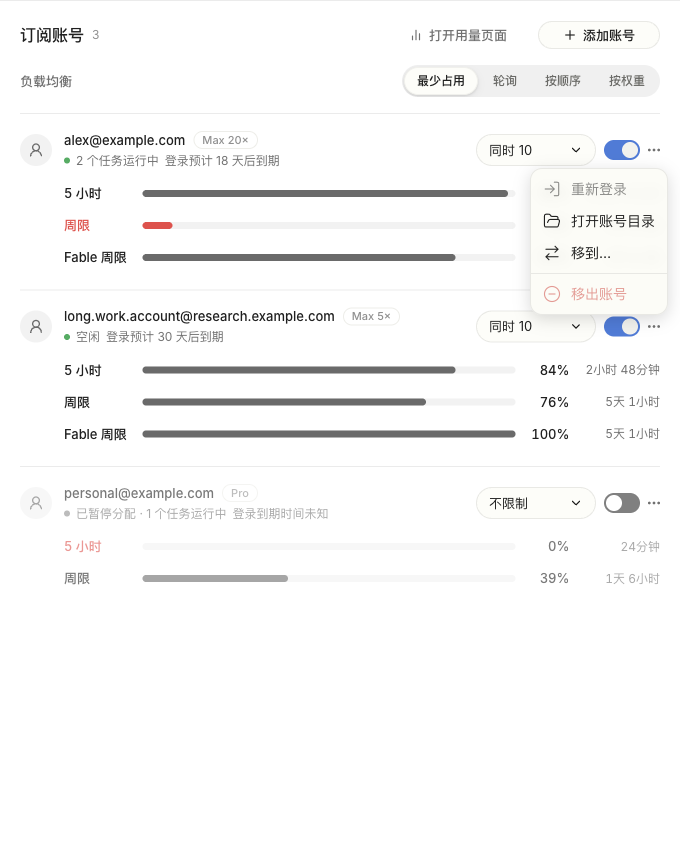 订阅账号 3
打开用量页面
添加账号
负载均衡
最少占用 轮询 按顺序 按权重
alex@example.com Max 20×
2 个任务运行中 登录预计 18 天后到期
同时 10
5 小时
周限
Fable 周限
重新登录
打开账号目录
移到...
移出账号
long.work.account@research.example.com Max 5×
空闲 登录预计 30 天后到期
同时 10
5 小时 84% 2小时 48分钟
周限 76% 5天 1小时
Fable 周限 100% 5天 1小时
personal@example.com Pro
已暂停分配 · 1 个任务运行中 登录到期时间未知
不限制
5 小时 0% 24分钟
周限 39% 1天 6小时